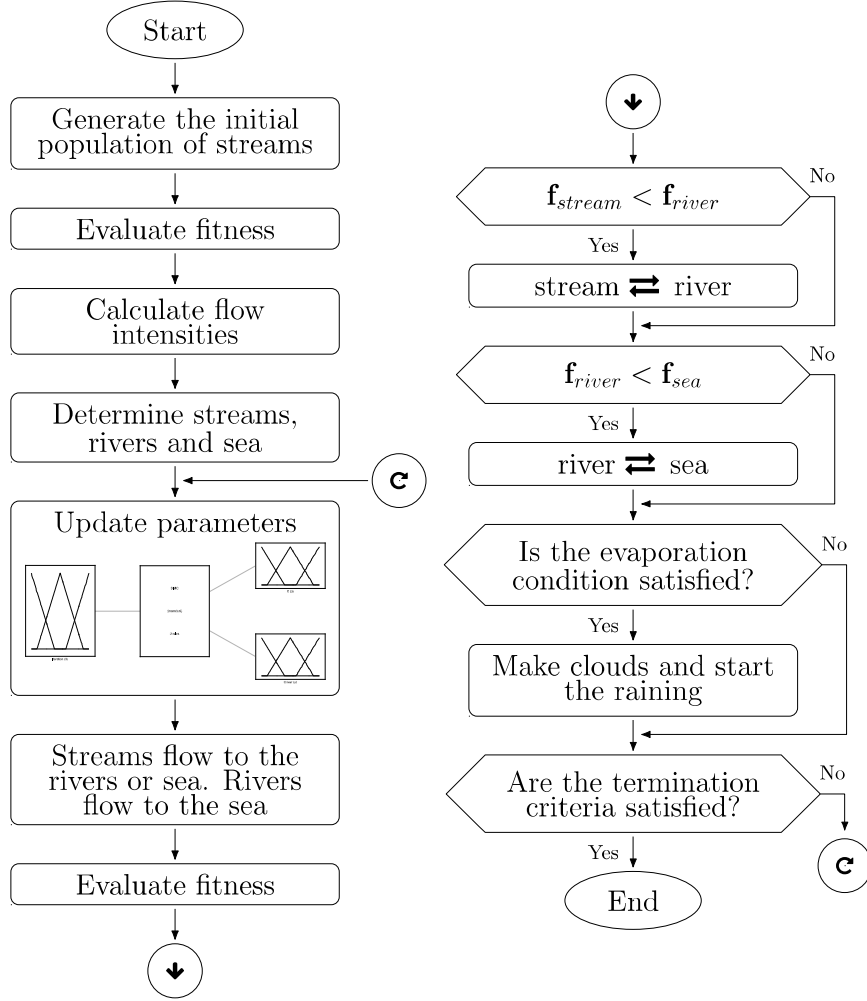 Start
Generate the initial
population of streams
Evaluate fitness
Calculate flow
intensities
Determine streams,
rivers and sea
Update parameters
Streams flow to the
rivers or sea. Rivers
flow to the sea
Evaluate fitness
f_stream < f_river
No
Yes
stream ⇄ river
f_river < f_sea
No
Yes
river ⇄ sea
Is the evaporation
condition satisfied?
No
Yes
Make clouds and start
the raining
Are the termination
criteria satisfied?
No
Yes
End